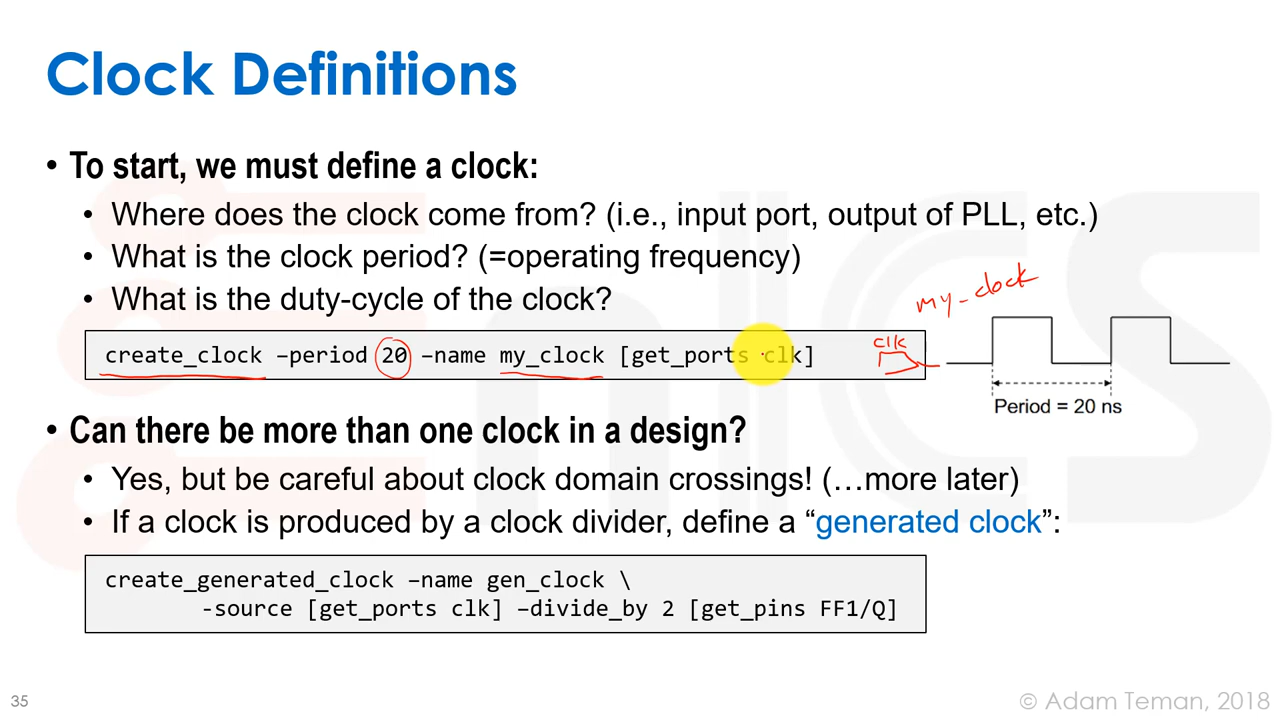 Clock Definitions
• To start, we must define a clock:
• Where does the clock come from? (i.e., input port, output of PLL, etc.)
• What is the clock period? (=operating frequency)
• What is the duty-cycle of the clock?
my_clock
create_clock –period 20 –name my_clock [get_ports clk]
clk
Period = 20 ns
• Can there be more than one clock in a design?
• Yes, but be careful about clock domain crossings! (…more later)
• If a clock is produced by a clock divider, define a “generated clock”:
create_generated_clock –name gen_clock \
-source [get_ports clk] –divide_by 2 [get_pins FF1/Q]
35
© Adam Teman, 2018